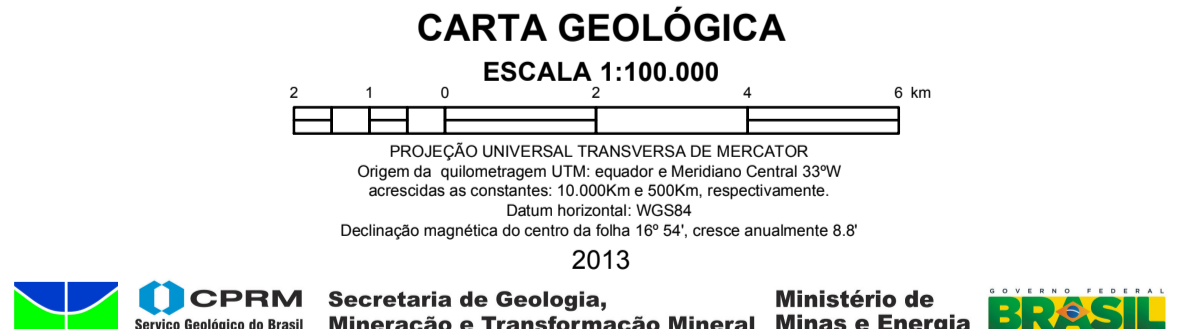 CARTA GEOLÓGICA
ESCALA 1:100.000
2 1 0 2 4 6 km
PROJEÇÃO UNIVERSAL TRANSVERSA DE MERCATOR
Origem da quilometragem UTM: equador e Meridiano Central 33ºW
acrescidas as constantes: 10.000Km e 500Km, respectivamente.
Datum horizontal: WGS84
Declinação magnética do centro da folha 16º 54', cresce anualmente 8.8'
2013
CPRM
Serviço Geológico do Brasil
Secretaria de Geologia,
Mineração e Transformação Mineral
Ministério de
Minas e Energia
GOVERNO FEDERAL
BRASIL